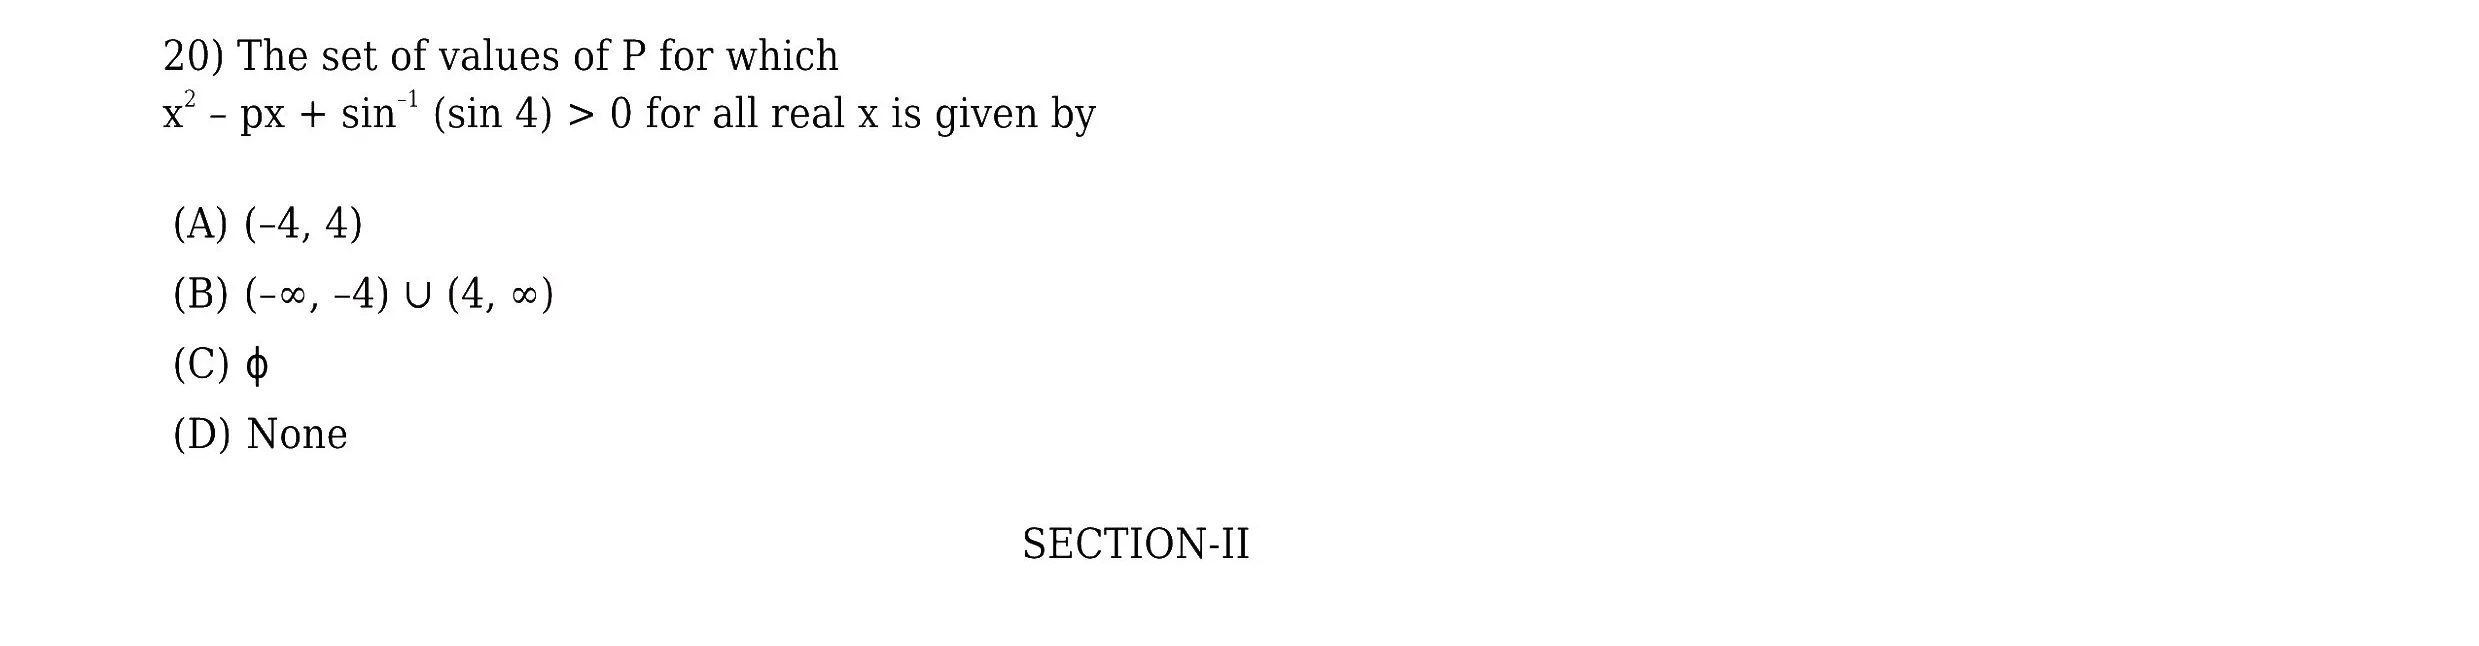 20) The set of values of P for which
x² – px + sin⁻¹ (sin 4) > 0 for all real x is given by
(A) (–4, 4)
(B) (–∞, –4) ∪ (4, ∞)
(C) ϕ
(D) None
SECTION-II